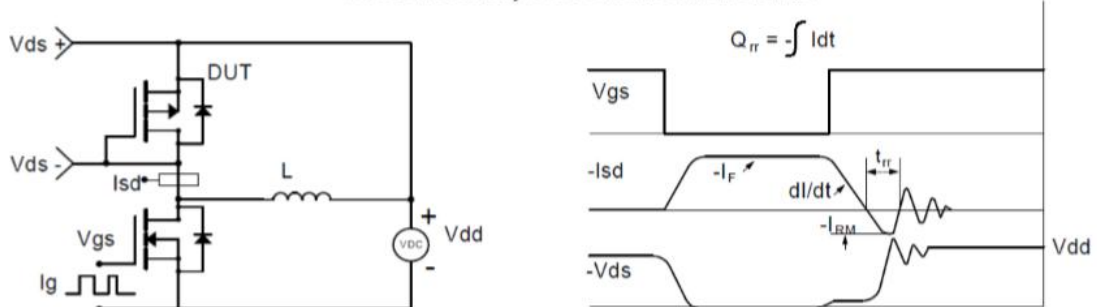 Vds +
DUT
Vds -
Isd
L
+
Vdd
-
VDC
Vgs
Ig
Qrr = -∫ Idt
Vgs
-Isd
-IF
dI/dt
trr
-IRM
Vdd
-Vds